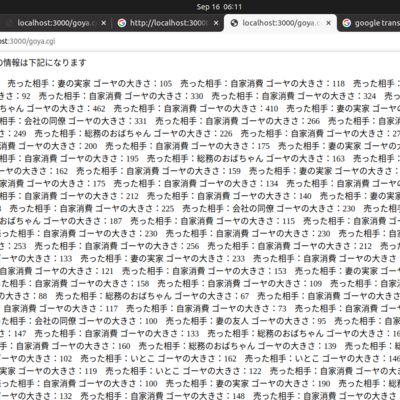 Sep 16 06:11
localhost:3000/goya.c
http://localhost:3000
localhost:3000/goya.c
google trans
ost:3000/goya.cgi
の情報は下記になります
売った相手：妻の実家 ゴーヤの大きさ：105 売った相手：自家消費 ゴーヤの大きさ：118 売った相
きさ：92 売った相手：自家消費 ゴーヤの大きさ：330 売った相手：自家消費 ゴーヤの大きさ：324 売っ
ちゃん ゴーヤの大きさ：462 売った相手：自家消費 ゴーヤの大きさ：410 売った相手：妻の実家 ゴーヤの大
相手：会社の同僚 ゴーヤの大きさ：331 売った相手：自家消費 ゴーヤの大きさ：266 売った相手：自家消
さ：249 売った相手：総務のおばちゃん ゴーヤの大きさ：226 売った相手：自家消費 ゴーヤの大きさ：27
消費 ゴーヤの大きさ：200 売った相手：自家消費 ゴーヤの大きさ：175 売った相手：妻の実家 ゴーヤの大
相手：自家消費 ゴーヤの大きさ：195 売った相手：総務のおばちゃん ゴーヤの大きさ：163 売った相手：
ーヤの大きさ：162 売った相手：自家消費 ゴーヤの大きさ：159 売った相手：妻の実家 ゴーヤの大きさ：
家消費 ゴーヤの大きさ：175 売った相手：自家消費 ゴーヤの大きさ：134 売った相手：自家消費 ゴーヤ
相手：自家消費 ゴーヤの大きさ：212 売った相手：自家消費 ゴーヤの大きさ：140 売った相手：妻の実家
売った相手：自家消費 ゴーヤの大きさ：225 売った相手：会社の同僚 ゴーヤの大きさ：230 売った相手：
おばちゃん ゴーヤの大きさ：187 売った相手：自家消費 ゴーヤの大きさ：115 売った相手：自家消費 ゴ
売った相手：自家消費 ゴーヤの大きさ：230 売った相手：自家消費 ゴーヤの大きさ：230 売った相手：自家
さ：253 売った相手：自家消費 ゴーヤの大きさ：256 売った相手：自家消費 ゴーヤの大きさ：212 売った
ゴーヤの大きさ：133 売った相手：妻の実家 ゴーヤの大きさ：233 売った相手：自家消費 ゴーヤの大きさ
自家消費 ゴーヤの大きさ：121 売った相手：自家消費 ゴーヤの大きさ：153 売った相手：妻の実家 ゴー
った相手：自家消費 ゴーヤの大きさ：158 売った相手：自家消費 ゴーヤの大きさ：109 売った相手：自家
の大きさ：88 売った相手：総務のおばちゃん ゴーヤの大きさ：67 売った相手：自家消費 ゴーヤの大きさ
ゴーヤの大きさ：117 売った相手：自家消費 ゴーヤの大きさ：73 売った相手：自家消費 ゴーヤの大きさ
た相手：会社の同僚 ゴーヤの大きさ：100 売った相手：妻の友人 ゴーヤの大きさ：95 売った相手：自家
さ：147 売った相手：自家消費 ゴーヤの大きさ：133 売った相手：総務のおばちゃん ゴーヤの大きさ：16
手：自家消費 ゴーヤの大きさ：160 売った相手：総務のおばちゃん ゴーヤの大きさ：139 売った相手：総
ーヤの大きさ：102 売った相手：いとこ ゴーヤの大きさ：162 売った相手：いとこ ゴーヤの大きさ：146
実家 ゴーヤの大きさ：119 売った相手：いとこ ゴーヤの大きさ：122 売った相手：自家消費 ゴーヤの大き
売った相手：自家消費 ゴーヤの大きさ：100 売った相手：妻の実家 ゴーヤの大きさ：190 売った相手：総務
ゴーヤの大きさ：132 売った相手：自家消費 ゴーヤの大きさ：148 売った相手：自家消費 ゴーヤの大きさ